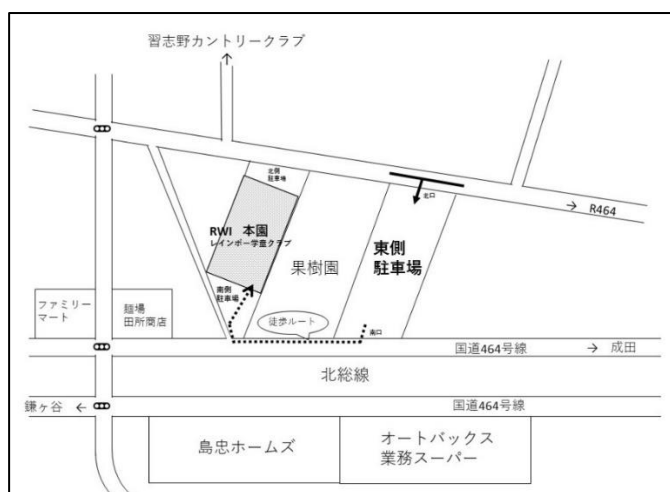 習志野カントリークラブ
北側
駐車場
北口
R464
RWI 本園
レインボー学童クラブ
果樹園
東側
駐車場
南側
駐車場
ファミリー
マート
麺場
田所商店
徒歩ルート
南口
国道464号線
成田
北総線
鎌ヶ谷
国道464号線
島忠ホームズ
オートバックス
業務スーパー